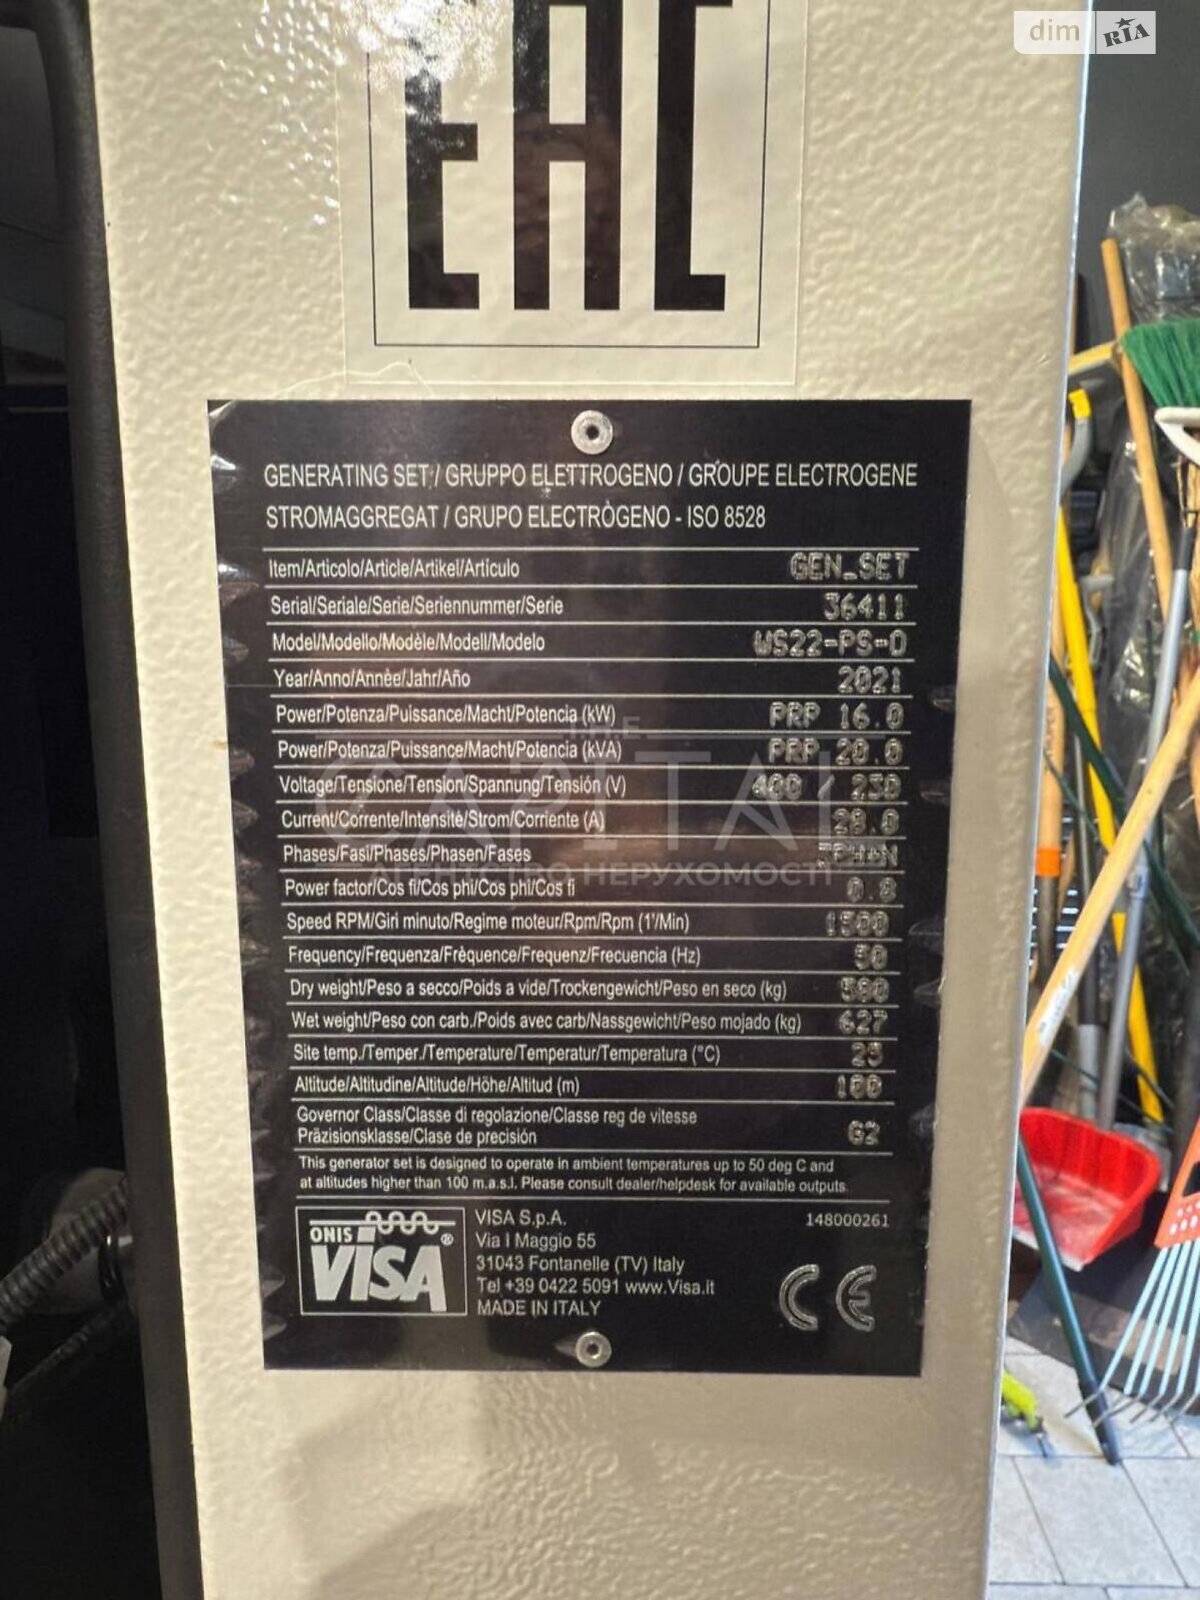 dim RIA
EAC
GENERATING SET / GRUPPO ELETTROGENO / GROUPE ELECTROGENE
STROMAGGREGAT / GRUPO ELECTRÒGENO - ISO 8528
Item/Articolo/Article/Artikel/Artículo GEN_SET
Serial/Seriale/Serie/Seriennummer/Serie 36411
Model/Modello/Modèle/Modell/Modelo WS22-PS-O
Year/Anno/Annèe/Jahr/Año 2021
Power/Potenza/Puissance/Macht/Potencia (kW) PRP 16.0
Power/Potenza/Puissance/Macht/Potencia (kVA) PRP 20.0
I.H.F.
CAPITAL
АГЕНТСТВО НЕРУХОМОСТІ
Voltage/Tensione/Tension/Spannung/Tensión (V) 400 / 230
Current/Corrente/Intensitè/Strom/Corriente (A) 29.0
Phases/Fasi/Phases/Phasen/Fases
Power factor/Cos fi/Cos phi/Cos phi/Cos fi 0.8
Speed RPM/Giri minuto/Regime moteur/Rpm/Rpm (1'/Min) 1500
Frequency/Frequenza/Frèquence/Frequenz/Frecuencia (Hz) 50
Dry weight/Peso a secco/Poids a vide/Trockengewicht/Peso en seco (kg)
Wet weight/Peso con carb./Poids avec carb/Nassgewicht/Peso mojado (kg) 627
Site temp./Temper./Temperature/Temperatur/Temperatura (°C) 25
Altitude/Altitudine/Altitude/Höhe/Altitud (m) 100
Governor Class/Classe di regolazione/Classe reg de vitesse
Präzisionsklasse/Clase de precisión G2
This generator set is designed to operate in ambient temperatures up to 50 deg C and
at altitudes higher than 100 m.a.s.l. Please consult dealer/helpdesk for available outputs.
ONIS VISA ®
VISA S.p.A. 148000261
Via I Maggio 55
31043 Fontanelle (TV) Italy
Tel +39 0422 5091 www.Visa.it
MADE IN ITALY
CE